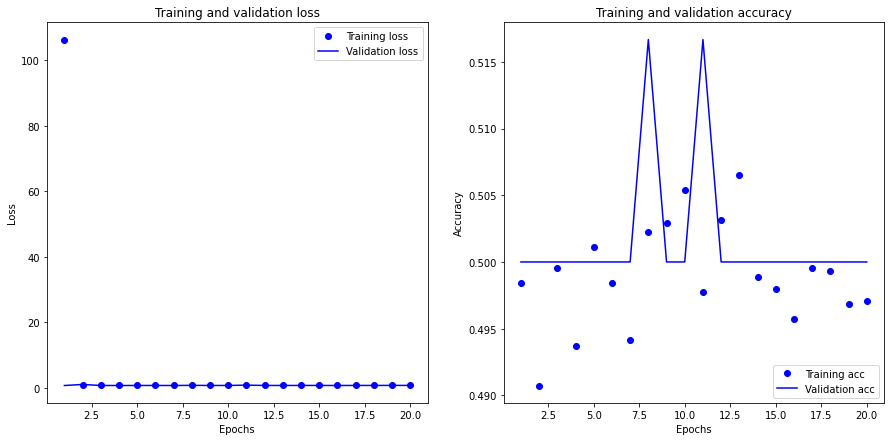 Training and validation loss
Training loss
Validation loss
100
80
60
40
20
0
Loss
2.5 5.0 7.5 10.0 12.5 15.0 17.5 20.0
Epochs
Training and validation accuracy
0.515
0.510
0.505
0.500
0.495
0.490
Accuracy
Training acc
Validation acc
2.5 5.0 7.5 10.0 12.5 15.0 17.5 20.0
Epochs